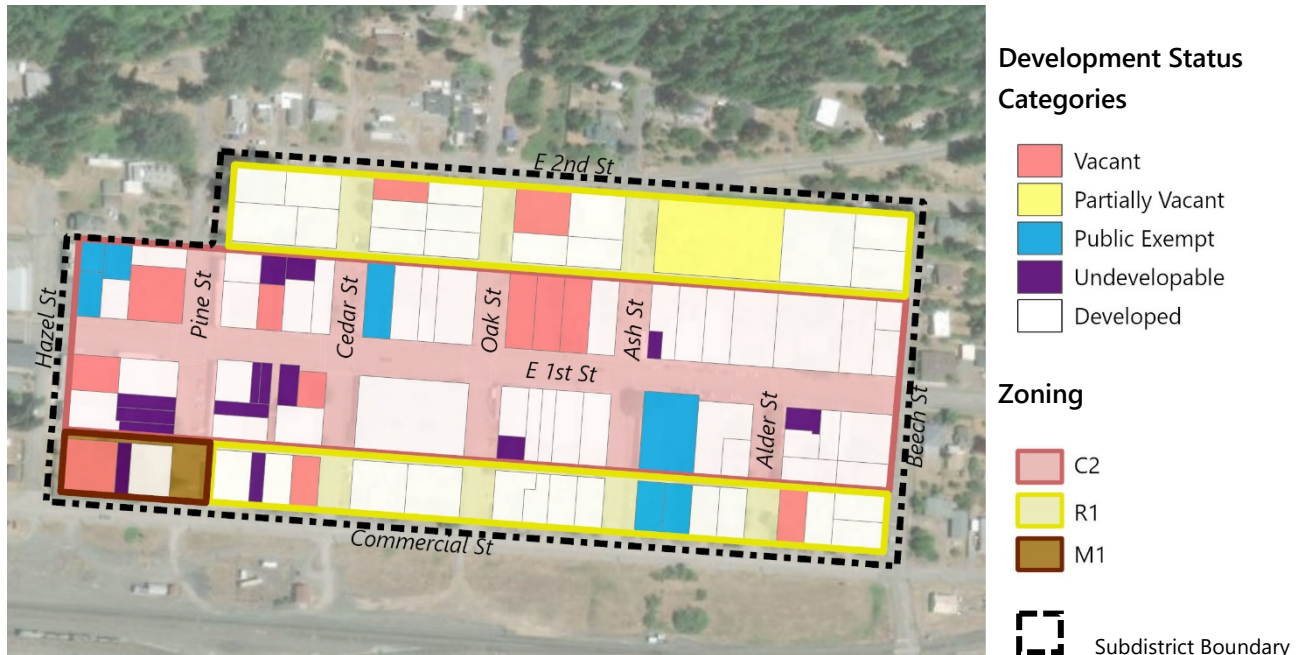 Development Status
Categories
Vacant
Partially Vacant
Public Exempt
Undevelopable
Developed
Zoning
C2
R1
M1
Subdistrict Boundary
E 2nd St
Hazel St
Pine St
Cedar St
Oak St
Ash St
E 1st St
Alder St
Beech St
Commercial St